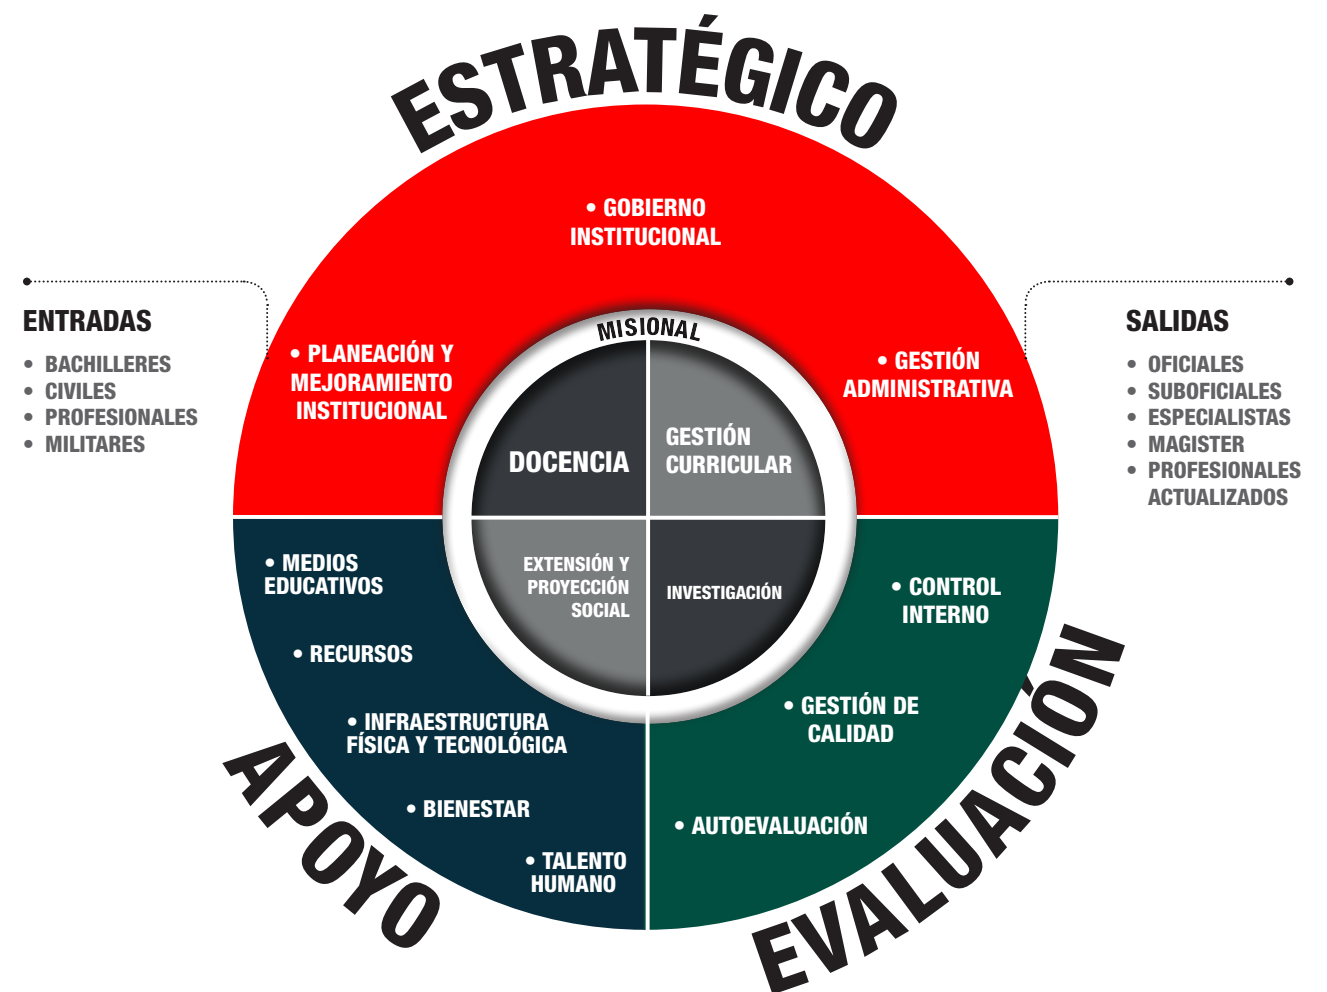 ESTRATÉGICO
• GOBIERNO
INSTITUCIONAL
• PLANEACIÓN Y
MEJORAMIENTO
INSTITUCIONAL
• GESTIÓN
ADMINISTRATIVA
ENTRADAS
• BACHILLERES
• CIVILES
• PROFESIONALES
• MILITARES
SALIDAS
• OFICIALES
• SUBOFICIALES
• ESPECIALISTAS
• MAGISTER
• PROFESIONALES
ACTUALIZADOS
MISIONAL
DOCENCIA
GESTIÓN
CURRICULAR
EXTENSIÓN Y
PROYECCIÓN
SOCIAL
INVESTIGACIÓN
• MEDIOS
EDUCATIVOS
• RECURSOS
• INFRAESTRUCTURA
FÍSICA Y TECNOLÓGICA
• BIENESTAR
• TALENTO
HUMANO
APOYO
• CONTROL
INTERNO
• GESTIÓN DE
CALIDAD
• AUTOEVALUACIÓN
EVALUACIÓN